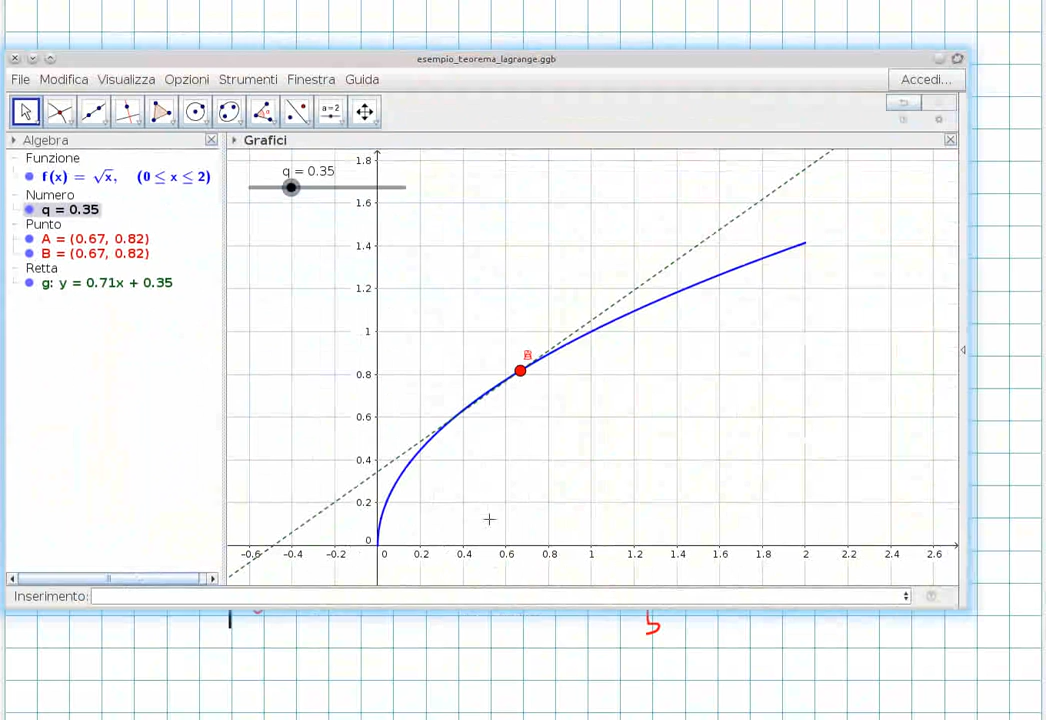 esempio_teorema_lagrange.ggb
File Modifica Visualizza Opzioni Strumenti Finestra Guida
Accedi...
a=2
Algebra
Grafici
Funzione
f(x) = √x, (0 ≤ x ≤ 2)
Numero
q = 0.35
Punto
A = (0.67, 0.82)
B = (0.67, 0.82)
Retta
g: y = 0.71x + 0.35
q = 0.35
1.8
1.6
1.4
1.2
1
0.8
0.6
0.4
0.2
0
-0.6 -0.4 -0.2 0 0.2 0.4 0.6 0.8 1 1.2 1.4 1.6 1.8 2 2.2 2.4 2.6
Inserimento: